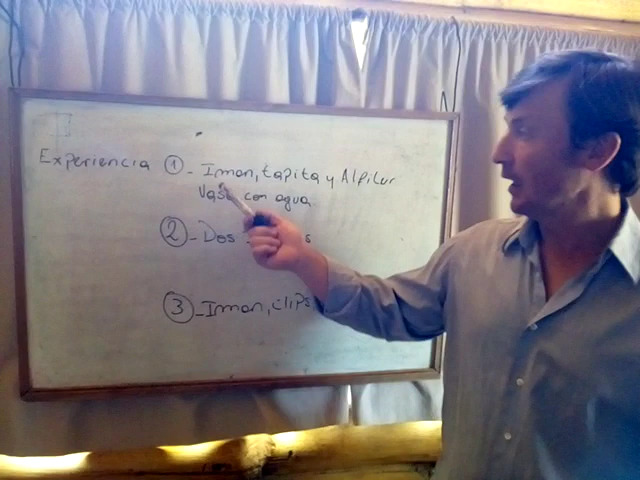 Experiencia ①- Iman, tapita y Alfiler
Vaso con agua.
②- Dos
③- Iman, clips